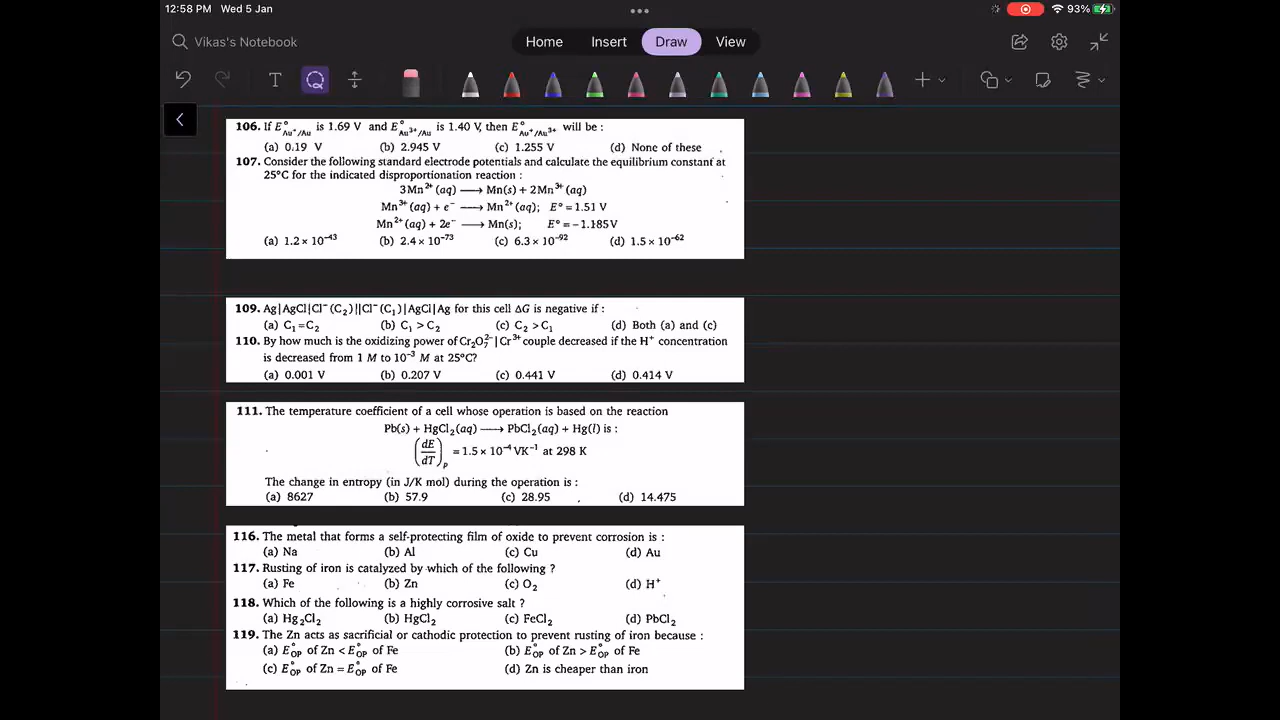 12:58 PM Wed 5 Jan
93%
Vikas's Notebook
Home Insert Draw View
106. If E°Au⁺/Au is 1.69 V and E°Au³⁺/Au is 1.40 V, then E°Au⁺/Au³⁺ will be :
(a) 0.19 V (b) 2.945 V (c) 1.255 V (d) None of these
107. Consider the following standard electrode potentials and calculate the equilibrium constant at
25°C for the indicated disproportionation reaction :
3Mn²⁺(aq) ⟶ Mn(s) + 2Mn³⁺(aq)
Mn³⁺(aq) + e⁻ ⟶ Mn²⁺(aq); E° = 1.51 V
Mn²⁺(aq) + 2e⁻ ⟶ Mn(s); E° = −1.185 V
(a) 1.2 × 10⁻⁴³ (b) 2.4 × 10⁻⁷³ (c) 6.3 × 10⁻⁹² (d) 1.5 × 10⁻⁶²
109. Ag|AgCl|Cl⁻(C₂)||Cl⁻(C₁)|AgCl|Ag for this cell ΔG is negative if :
(a) C₁ = C₂ (b) C₁ > C₂ (c) C₂ > C₁ (d) Both (a) and (c)
110. By how much is the oxidizing power of Cr₂O₇²⁻|Cr³⁺ couple decreased if the H⁺ concentration
is decreased from 1 M to 10⁻³ M at 25°C?
(a) 0.001 V (b) 0.207 V (c) 0.441 V (d) 0.414 V
111. The temperature coefficient of a cell whose operation is based on the reaction
Pb(s) + HgCl₂(aq) ⟶ PbCl₂(aq) + Hg(l) is :
(dE/dT)p = 1.5 × 10⁻⁴ VK⁻¹ at 298 K
The change in entropy (in J/K mol) during the operation is :
(a) 8627 (b) 57.9 (c) 28.95 (d) 14.475
116. The metal that forms a self-protecting film of oxide to prevent corrosion is :
(a) Na (b) Al (c) Cu (d) Au
117. Rusting of iron is catalyzed by which of the following ?
(a) Fe (b) Zn (c) O₂ (d) H⁺
118. Which of the following is a highly corrosive salt ?
(a) Hg₂Cl₂ (b) HgCl₂ (c) FeCl₂ (d) PbCl₂
119. The Zn acts as sacrificial or cathodic protection to prevent rusting of iron because :
(a) E°OP of Zn < E°OP of Fe (b) E°OP of Zn > E°OP of Fe
(c) E°OP of Zn = E°OP of Fe (d) Zn is cheaper than iron